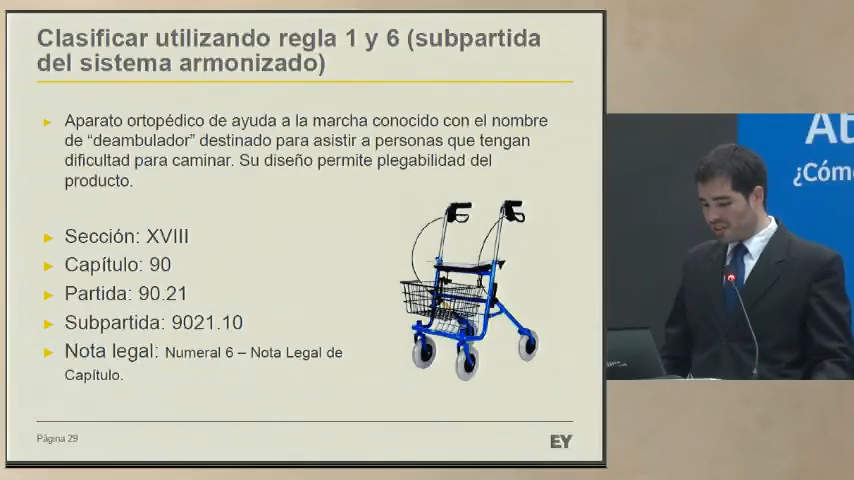 Clasificar utilizando regla 1 y 6 (subpartida
del sistema armonizado)
Aparato ortopédico de ayuda a la marcha conocido con el nombre
de “deambulador” destinado para asistir a personas que tengan
dificultad para caminar. Su diseño permite plegabilidad del
producto.
Sección: XVIII
Capítulo: 90
Partida: 90.21
Subpartida: 9021.10
Nota legal: Numeral 6 – Nota Legal de
Capítulo.
Página 29
EY
¿Cómo